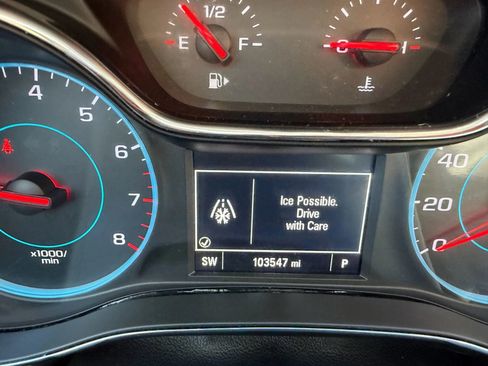 1/2
E F
C H
4
5
6
7
8
x1000/
min
Ice Possible.
Drive
with Care
SW 103547 mi P
40
20
0